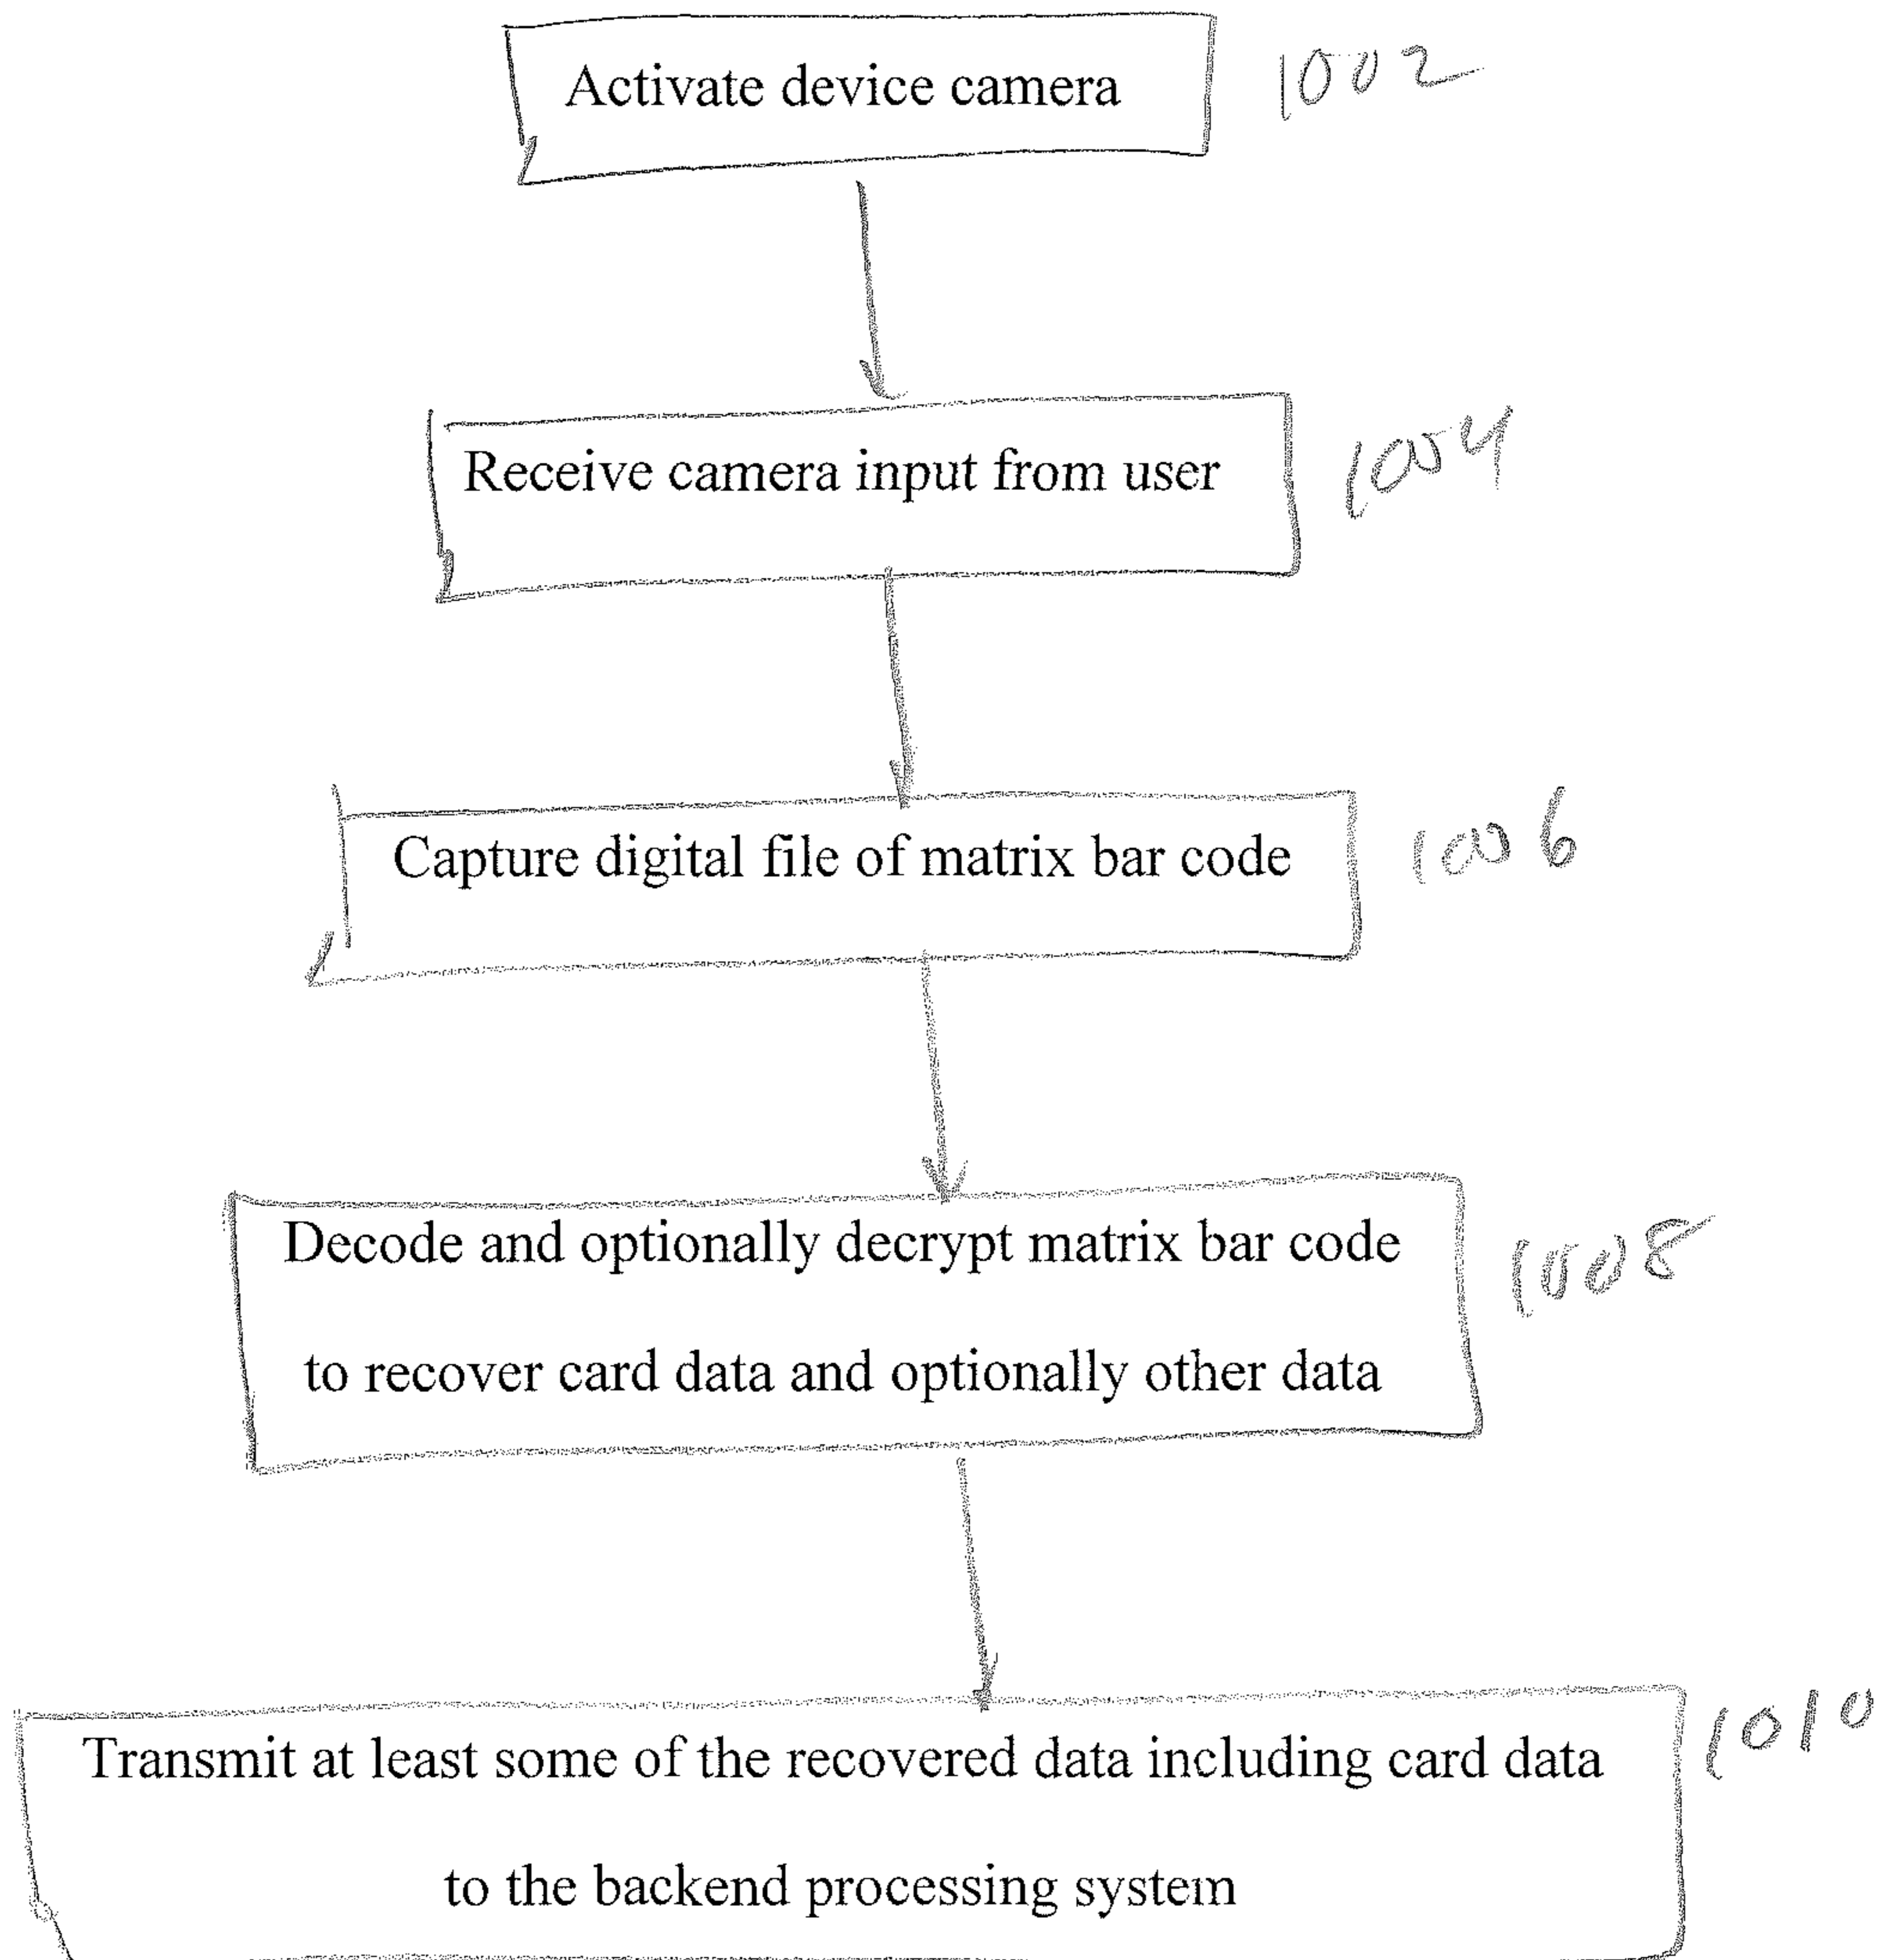 Activate device camera 1002
Receive camera input from user 1004
Capture digital file of matrix bar code 1006
Decode and optionally decrypt matrix bar code 1008
to recover card data and optionally other data
Transmit at least some of the recovered data including card data 1010
to the backend processing system